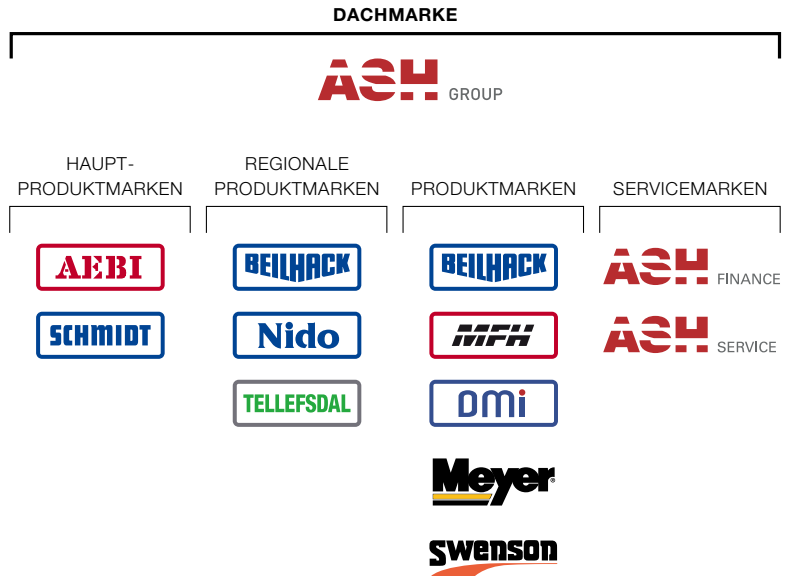 DACHMARKE
ASH GROUP
HAUPT-
PRODUKTMARKEN
REGIONALE
PRODUKTMARKEN
PRODUKTMARKEN
SERVICEMARKEN
AEBI
SCHMIDT
BEILHACK
Nido
TELLEFSDAL
BEILHACK
MFH
DMi
Meyer®
Swenson
ASH FINANCE
ASH SERVICE